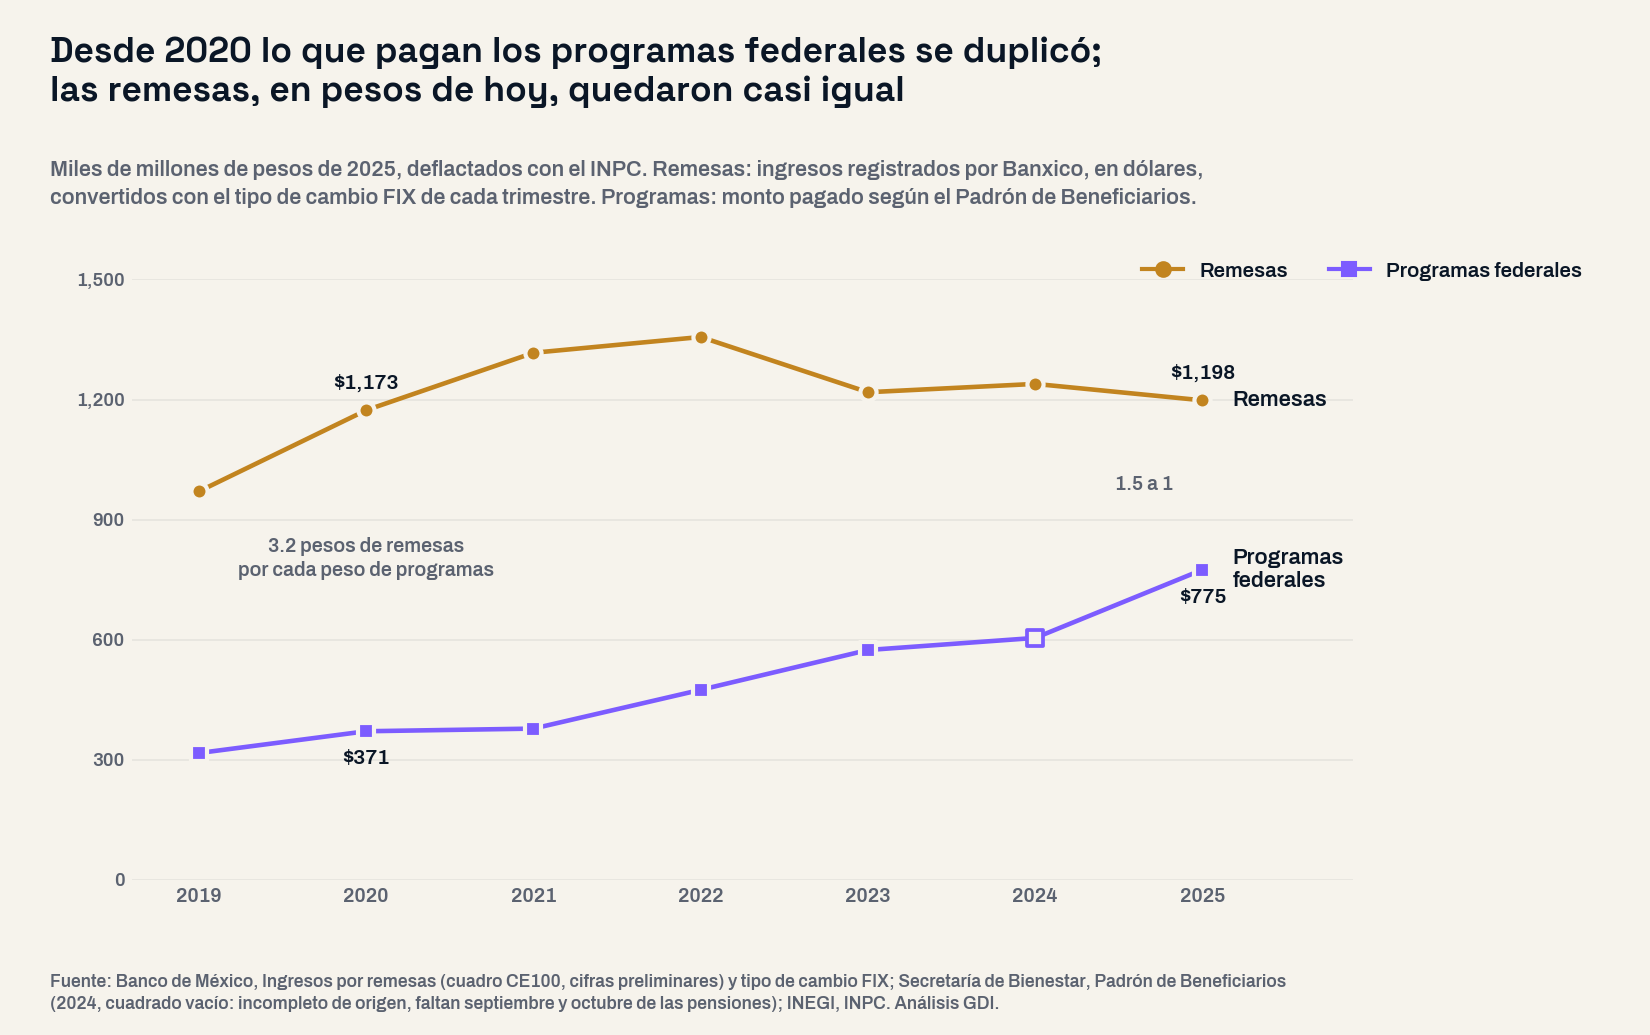 Desde 2020 lo que pagan los programas federales se duplicó;
las remesas, en pesos de hoy, quedaron casi igual
Miles de millones de pesos de 2025, deflactados con el INPC. Remesas: ingresos registrados por Banxico, en dólares,
convertidos con el tipo de cambio FIX de cada trimestre. Programas: monto pagado según el Padrón de Beneficiarios.
Remesas
Programas federales
1,500
1,200
900
600
300
0
$1,173
$1,198
Remesas
1.5 a 1
3.2 pesos de remesas
por cada peso de programas
Programas
federales
$775
$371
2019
2020
2021
2022
2023
2024
2025
Fuente: Banco de México, Ingresos por remesas (cuadro CE100, cifras preliminares) y tipo de cambio FIX; Secretaría de Bienestar, Padrón de Beneficiarios
(2024, cuadrado vacío: incompleto de origen, faltan septiembre y octubre de las pensiones); INEGI, INPC. Análisis GDI.